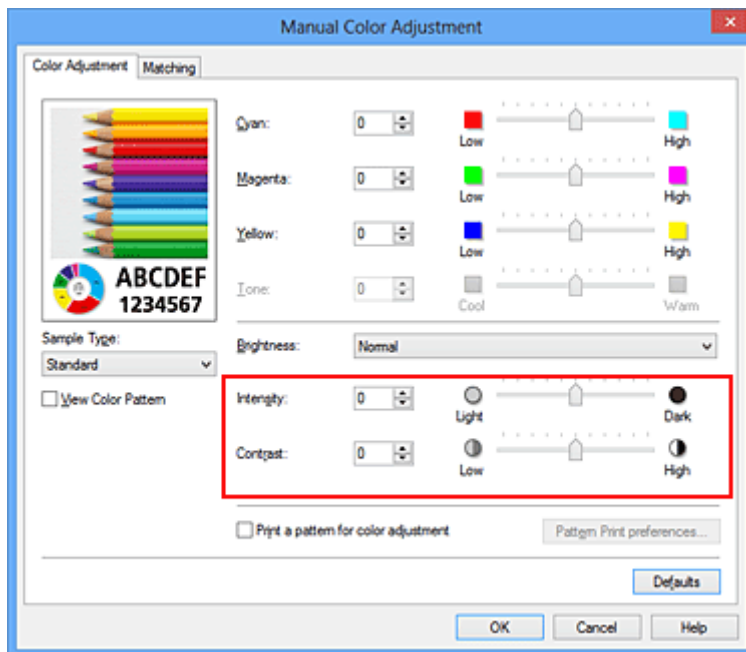 Manual Color Adjustment
Color Adjustment Matching
Cyan: 0 Low High
Magenta: 0 Low High
Yellow: 0 Low High
Tone: 0 Cool Warm
ABCDEF
1234567
Sample Type:
Standard
View Color Pattern
Brightness: Normal
Intensity: 0 Light Dark
Contrast: 0 Low High
Print a pattern for color adjustment Pattern Print preferences...
Defaults
OK Cancel Help